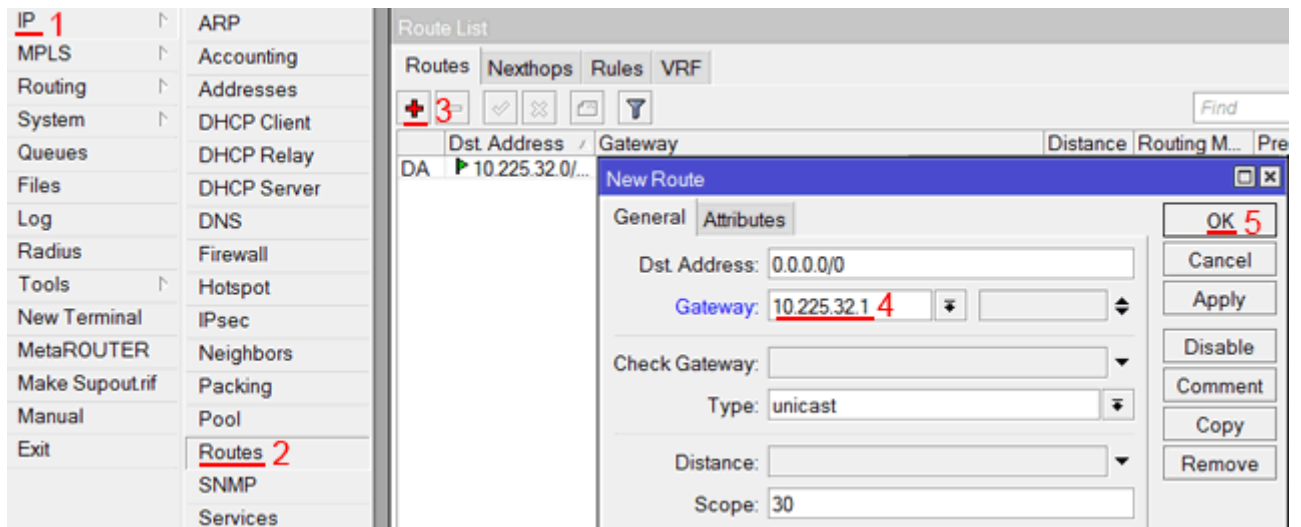 IP 1
MPLS
Routing
System
Queues
Files
Log
Radius
Tools
New Terminal
MetaROUTER
Make Supout.rif
Manual
Exit
ARP
Accounting
Addresses
DHCP Client
DHCP Relay
DHCP Server
DNS
Firewall
Hotspot
IPsec
Neighbors
Packing
Pool
Routes 2
SNMP
Services
Route List
Routes Nexthops Rules VRF
3 Find
Dst. Address / Gateway Distance Routing M... Pre
DA 10.225.32.0/...
New Route
General Attributes
Dst. Address: 0.0.0.0/0
Gateway: 10.225.32.1 4
Check Gateway:
Type: unicast
Distance:
Scope: 30
OK 5
Cancel
Apply
Disable
Comment
Copy
Remove